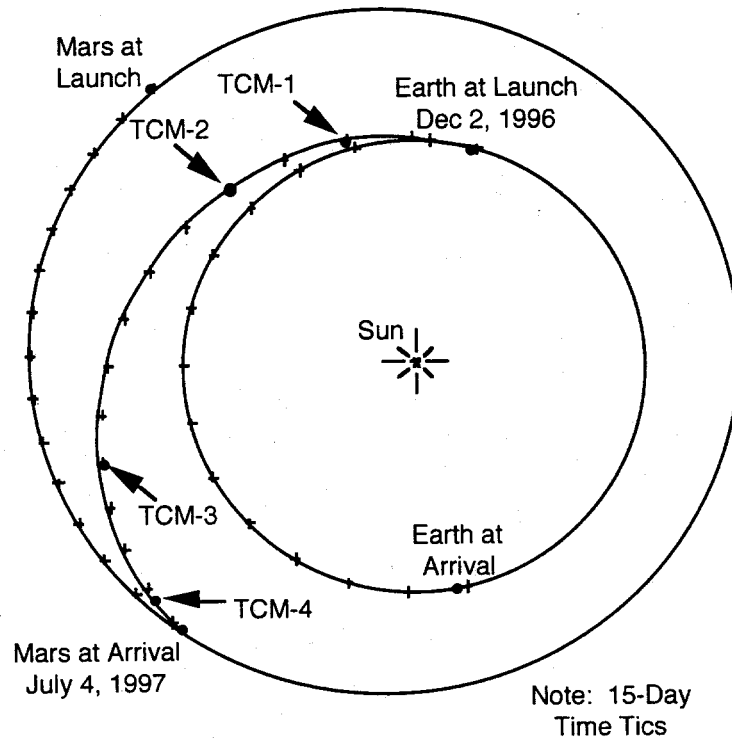 Mars at
Launch
TCM-1
Earth at Launch
Dec 2, 1996
TCM-2
Sun
TCM-3
Earth at
Arrival
TCM-4
Mars at Arrival
July 4, 1997
Note: 15-Day
Time Tics